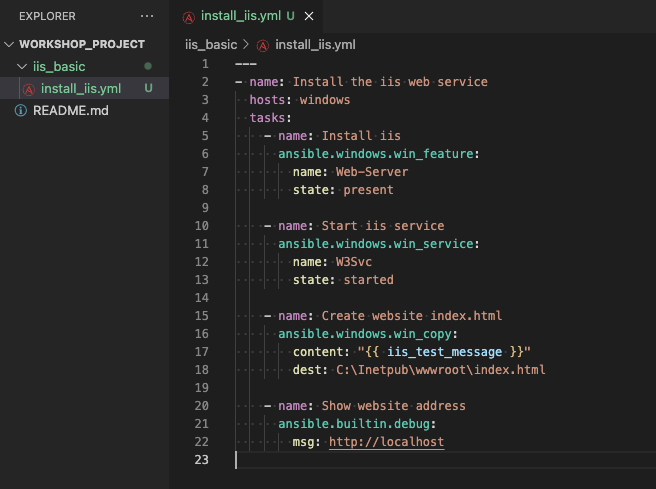 EXPLORER ···
WORKSHOP_PROJECT
iis_basic
install_iis.yml U
README.md
install_iis.yml U
iis_basic > install_iis.yml
1 ---
2 - name: Install the iis web service
3   hosts: windows
4   tasks:
5     - name: Install iis
6       ansible.windows.win_feature:
7         name: Web-Server
8         state: present
9
10     - name: Start iis service
11       ansible.windows.win_service:
12         name: W3Svc
13         state: started
14
15     - name: Create website index.html
16       ansible.windows.win_copy:
17         content: "{{ iis_test_message }}"
18         dest: C:\Inetpub\wwwroot\index.html
19
20     - name: Show website address
21       ansible.builtin.debug:
22         msg: http://localhost
23